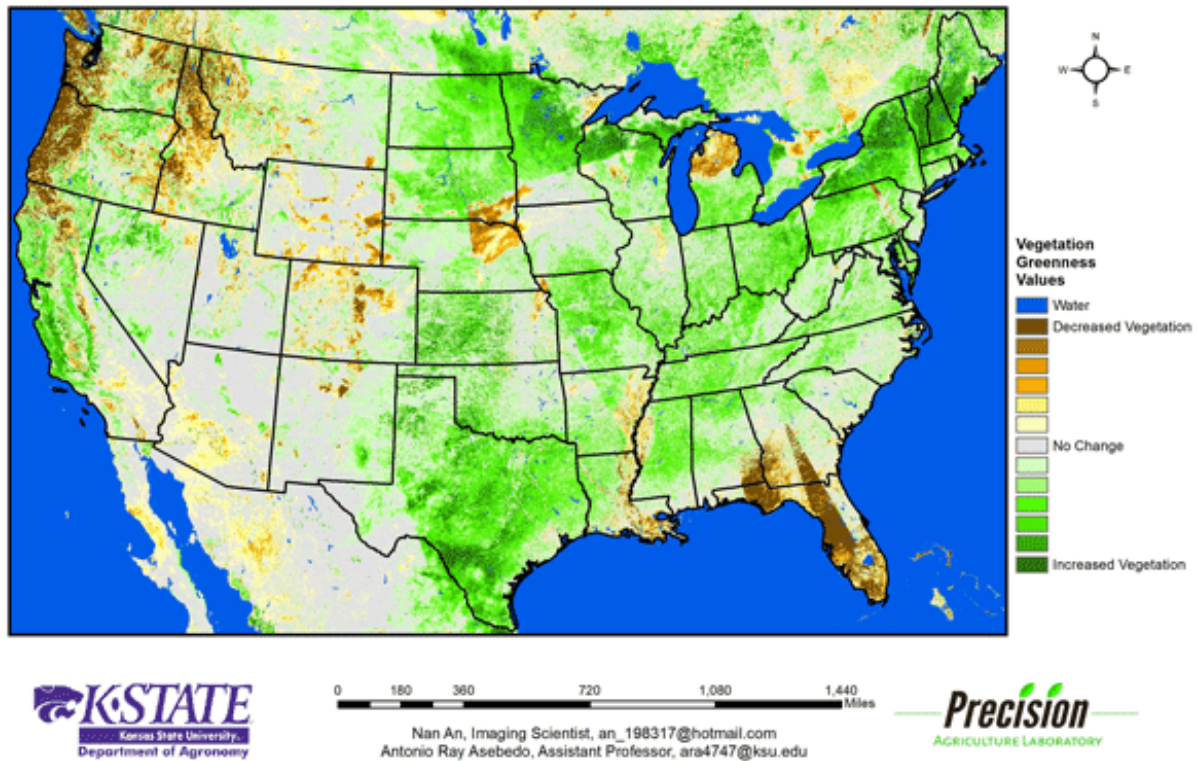 N
W E
S
Vegetation
Greenness
Values
Water
Decreased Vegetation
No Change
Increased Vegetation
K-STATE
Kansas State University.
Department of Agronomy
0 180 360 720 1,080 1,440
Miles
Nan An, Imaging Scientist, an_198317@hotmail.com
Antonio Ray Asebedo, Assistant Professor, ara4747@ksu.edu
Precision
AGRICULTURE LABORATORY